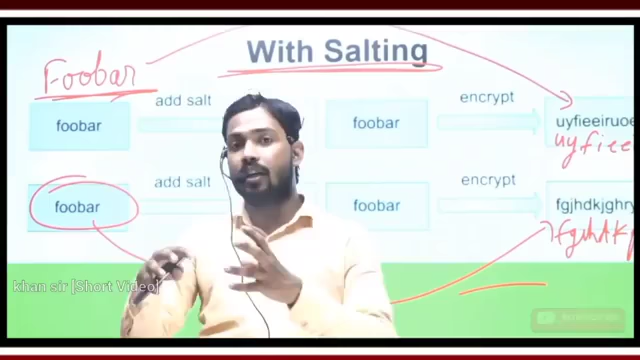 With Salting
Foobar
add salt
encrypt
foobar
foobar
uyfieeiruoe
uyfiee
add salt
encrypt
foobar
foobar
fgjhdkjghry
khan sir [Short Video]